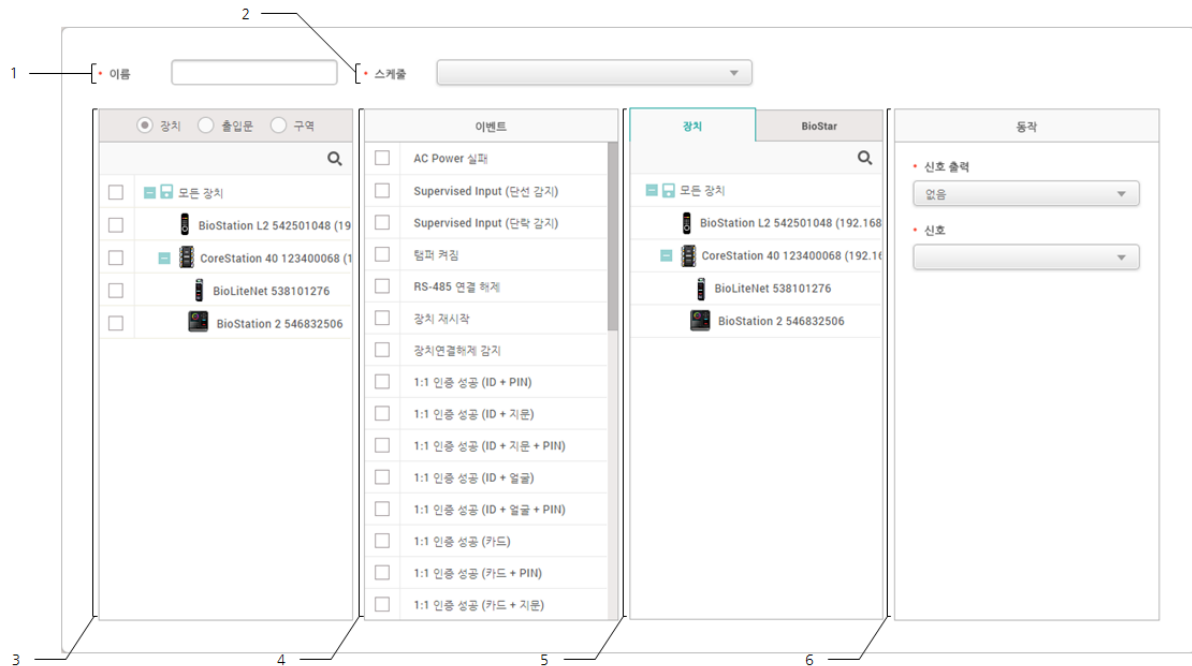 2
1
* 이름
* 스케줄
장치 출입문 구역
모든 장치
BioStation L2 542501048 (19
CoreStation 40 123400068 (1
BioLiteNet 538101276
BioStation 2 546832506
이벤트
AC Power 실패
Supervised Input (단선 감지)
Supervised Input (단락 감지)
탬퍼 켜짐
RS-485 연결 해제
장치 재시작
장치연결해제 감지
1:1 인증 성공 (ID + PIN)
1:1 인증 성공 (ID + 지문)
1:1 인증 성공 (ID + 지문 + PIN)
1:1 인증 성공 (ID + 얼굴)
1:1 인증 성공 (ID + 얼굴 + PIN)
1:1 인증 성공 (카드)
1:1 인증 성공 (카드 + PIN)
1:1 인증 성공 (카드 + 지문)
장치 BioStar
모든 장치
BioStation L2 542501048 (192.168
CoreStation 40 123400068 (192.16
BioLiteNet 538101276
BioStation 2 546832506
동작
* 신호 출력
없음
* 신호
3
4
5
6